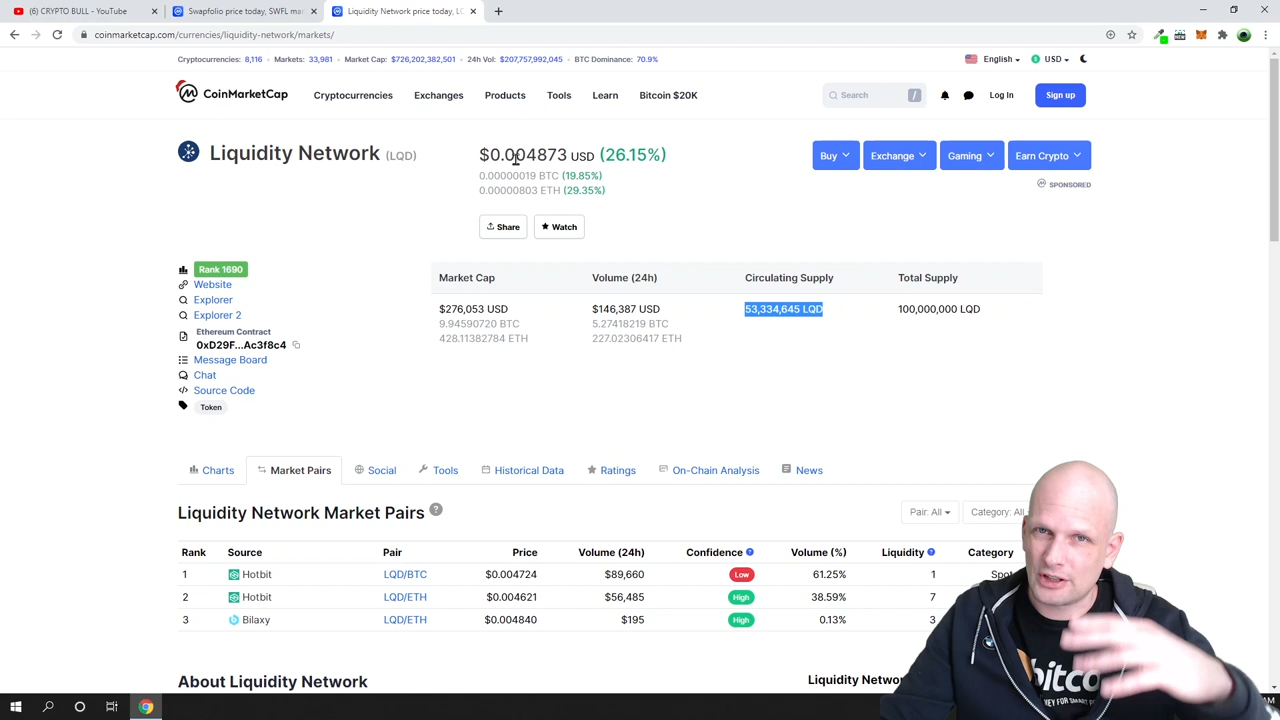 (6) CRYPTO BULL - YouTube
Swapfolio price today, SWFL ma
Liquidity Network price today, LC
coinmarketcap.com/currencies/liquidity-network/markets/
Cryptocurrencies: 8,116 Markets: 33,981 Market Cap: $726,202,382,501 24h Vol: $207,757,992,045 BTC Dominance: 70.9%
English USD
CoinMarketCap Cryptocurrencies Exchanges Products Tools Learn Bitcoin $20K Search / Log In Sign up
Liquidity Network (LQD)
$0.004873 USD (26.15%)
0.00000019 BTC (19.85%)
0.00000803 ETH (29.35%)
Buy Exchange Gaming Earn Crypto
SPONSORED
Share Watch
Rank 1690
Website
Explorer
Explorer 2
Ethereum Contract
0xD29F...Ac3f8c4
Message Board
Chat
Source Code
Token
Market Cap Volume (24h) Circulating Supply Total Supply
$276,053 USD $146,387 USD 53,334,645 LQD 100,000,000 LQD
9.94590720 BTC 5.27418219 BTC
428.11382784 ETH 227.02306417 ETH
Charts Market Pairs Social Tools Historical Data Ratings On-Chain Analysis News
Liquidity Network Market Pairs ?
Pair: All Category: All
Rank Source Pair Price Volume (24h) Confidence ? Volume (%) Liquidity ? Category
1 Hotbit LQD/BTC $0.004724 $89,660 Low 61.25% 1 Spot
2 Hotbit LQD/ETH $0.004621 $56,485 High 38.59% 7
3 Bilaxy LQD/ETH $0.004840 $195 High 0.13% 3
About Liquidity Network
Liquidity Netw
bitco
EY FOR SMART